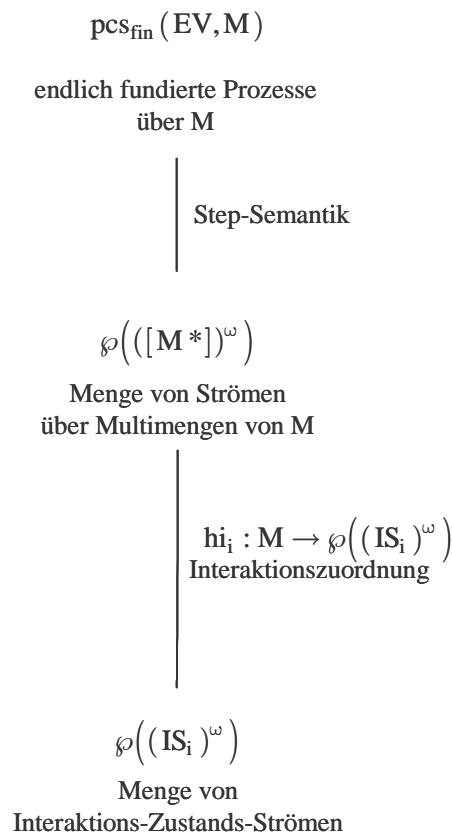 pcs_fin (EV, M)
endlich fundierte Prozesse
über M
Step-Semantik
℘(([M *])^ω)
Menge von Strömen
über Multimengen von M
hi_i : M → ℘((IS_i)^ω)
Interaktionszuordnung
℘((IS_i)^ω)
Menge von
Interaktions-Zustands-Strömen